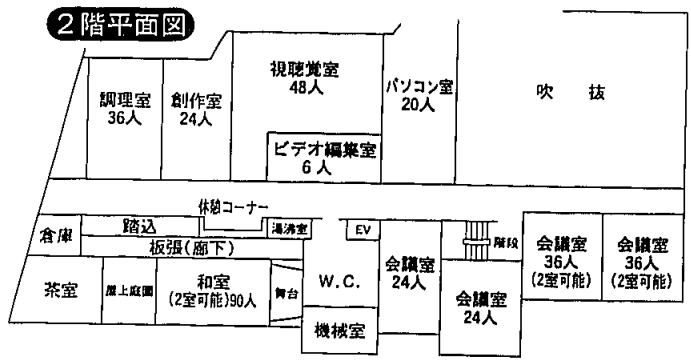 2階平面図
調理室
36人
創作室
24人
視聴覚室
48人
ビデオ編集室
6人
パソコン室
20人
吹 抜
休憩コーナー
倉庫
踏込
板張(廊下)
湯沸室
EV
階段
茶室
屋上庭園
和室
(2室可能)90人
舞台
W.C.
機械室
会議室
24人
会議室
24人
会議室
36人
(2室可能)
会議室
36人
(2室可能)